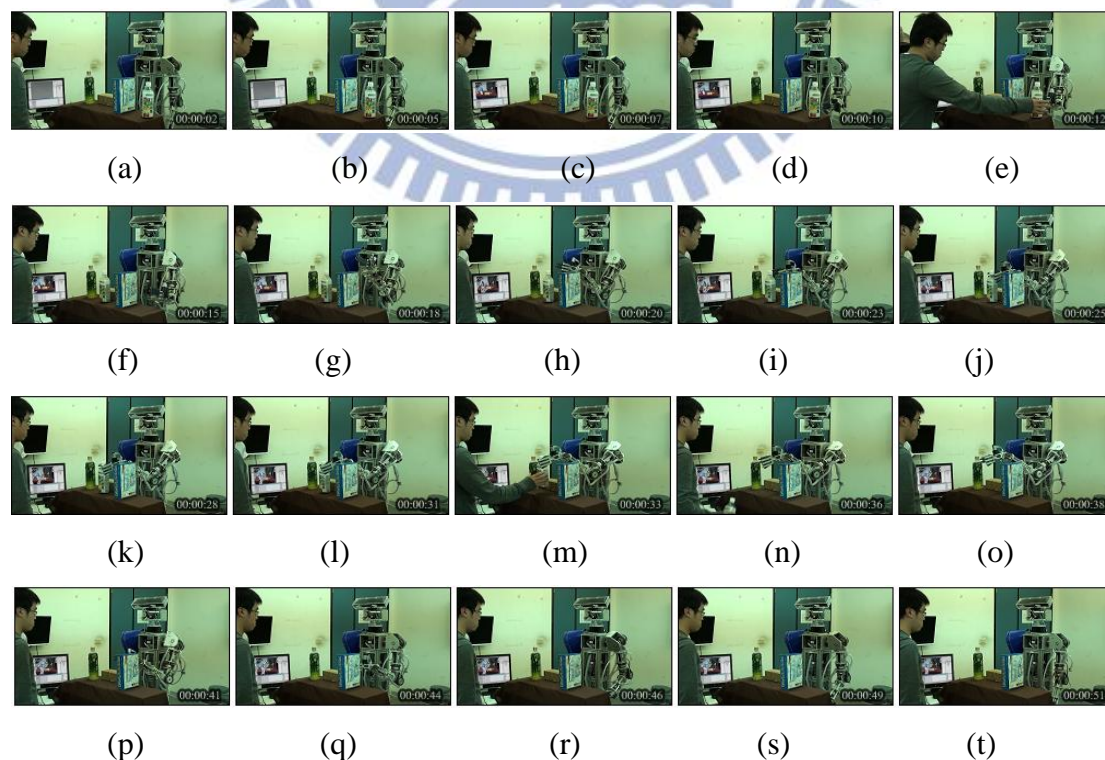 00:00:02 00:00:05 00:00:07 00:00:10 00:00:12
(a) (b) (c) (d) (e)
00:00:15 00:00:18 00:00:20 00:00:23 00:00:25
(f) (g) (h) (i) (j)
00:00:28 00:00:31 00:00:33 00:00:36 00:00:38
(k) (l) (m) (n) (o)
00:00:41 00:00:44 00:00:46 00:00:49 00:00:51
(p) (q) (r) (s) (t)